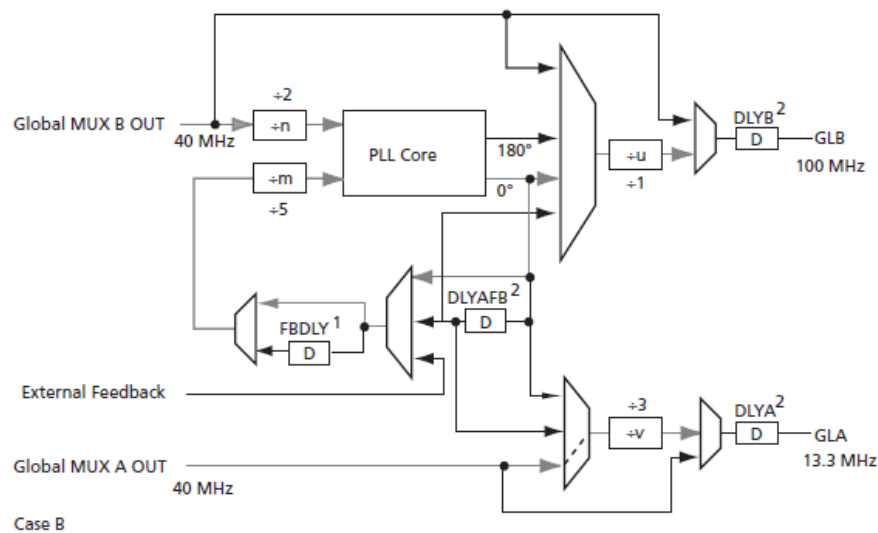 ÷2
Global MUX B OUT
÷n
40 MHz
PLL Core
180°
0°
÷m
÷5
÷u
÷1
DLYB2
D
GLB
100 MHz
DLYAFB2
D
FBDLY1
D
External Feedback
÷3
÷v
DLYA2
D
GLA
13.3 MHz
Global MUX A OUT
40 MHz
Case B